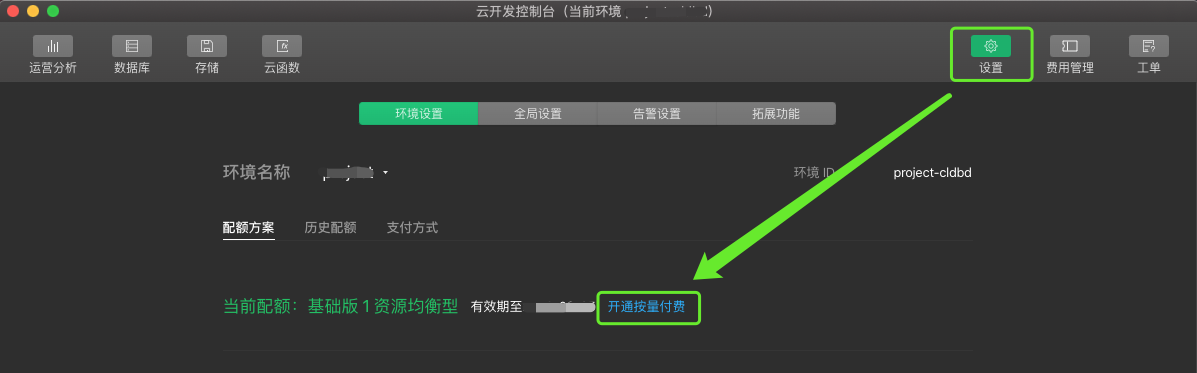 云开发控制台（当前环境
运营分析 数据库 存储 云函数 设置 费用管理 工单
环境设置 全局设置 告警设置 拓展功能
环境名称 环境 ID project-cldbd
配额方案 历史配额 支付方式
当前配额：基础版 1 资源均衡型 有效期至 开通按量付费